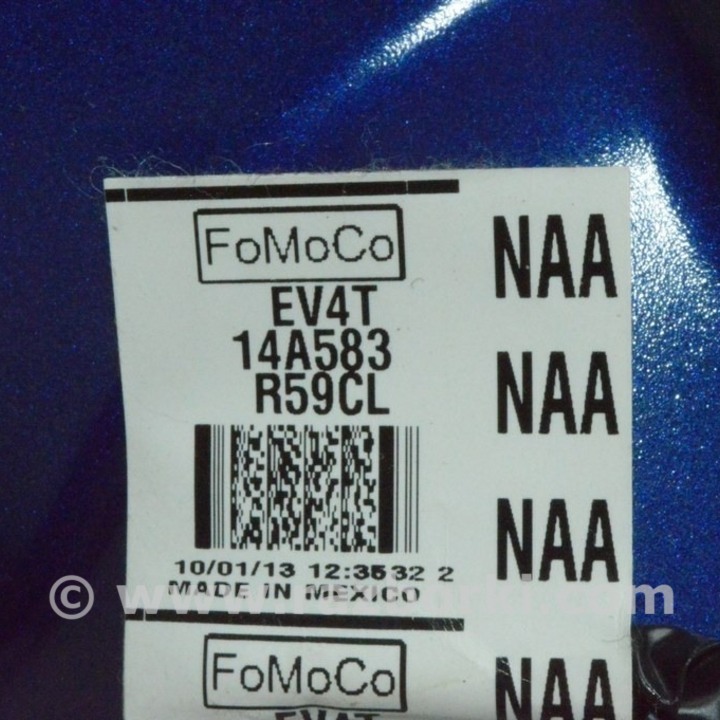 FoMoCo
EV4T
14A583
R59CL
10/01/13 12:35 32 2
MADE IN MEXICO
NAA
NAA
NAA
NAA
FoMoCo
EV4T